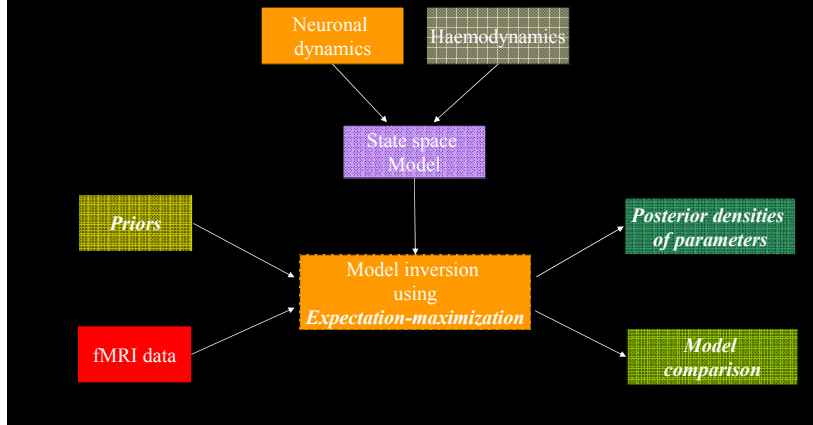 Neuronal
dynamics
Haemodynamics
State space
Model
Priors
Posterior densities
of parameters
Model inversion
using
Expectation-maximization
fMRI data
Model
comparison